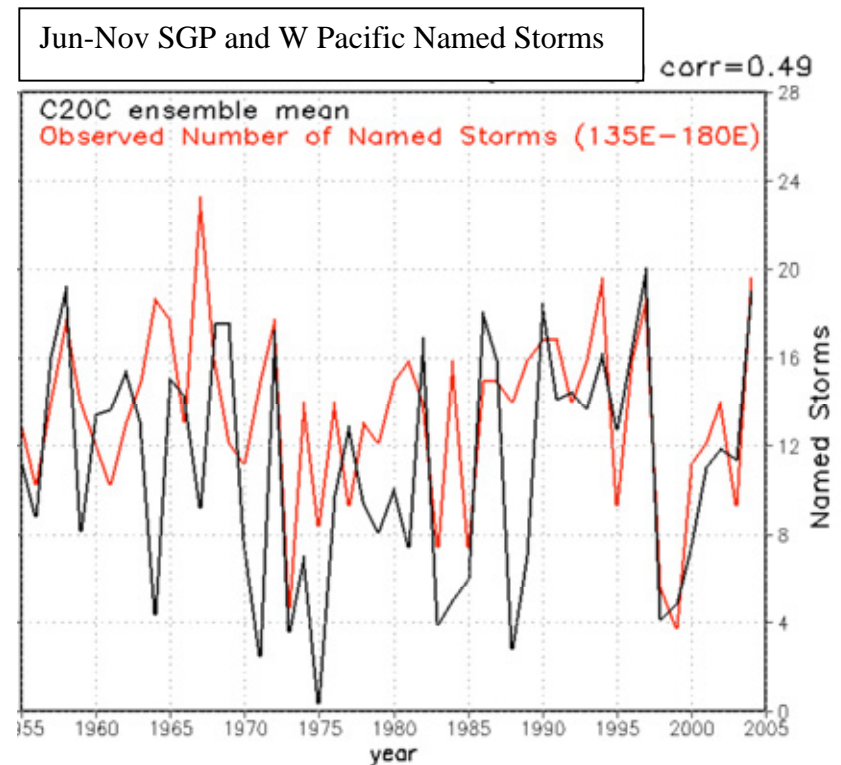 Jun-Nov SGP and W Pacific Named Storms
) corr=0.49
C20C ensemble mean
Observed Number of Named Storms (135E-180E)
28
24
20
16
12
8
4
0
Named Storms
955 1960 1965 1970 1975 1980 1985 1990 1995 2000 2005
year